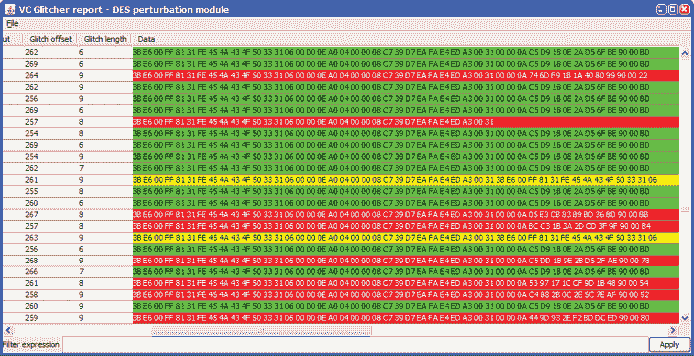 VC Glitcher report - DES perturbation module
File
ut Glitch offset Glitch length Data
262 6 3B E6 00 FF 81 31 FE 45 4A 43 4F 50 33 31 06 00 00 0E A0 04 00 00 08 C7 39 D7 EA FA E4 ED A3 00 31 00 00 0A C5 D9 1B 0E 2A D5 6F BE 90 00 BD
269 6 3B E6 00 FF 81 31 FE 45 4A 43 4F 50 33 31 06 00 00 0E A0 04 00 00 08 C7 39 D7 EA FA E4 ED A3 00 31 00 00 0A C5 D9 1B 0E 2A D5 6F BE 90 00 BD
264 9 3B E6 00 FF 81 31 FE 45 4A 43 4F 50 33 31 06 00 00 0E A0 04 00 00 08 C7 39 D7 EA FA E4 ED A3 00 31 00 00 0A 74 6D 90 00 22
262 9 3B E6 00 FF 81 31 FE 45 4A 43 4F 50 33 31 06 00 00 0E A0 04 00 00 08 C7 39 D7 EA FA E4 ED A3 00 31 00 00 0A C5 D9 1B 0E 2A D5 6F BE 90 00 BD
256 9 3B E6 00 FF 81 31 FE 45 4A 43 4F 50 33 31 06 00 00 0E A0 04 00 00 08 C7 39 D7 EA FA E4 ED A3 00 31 00 00 0A C5 D9 1B 0E 2A D5 6F BE 90 00 BD
269 6 3B E6 00 FF 81 31 FE 45 4A 43 4F 50 33 31 06 00 00 0E A0 04 00 00 08 C7 39 D7 EA FA E4 ED A3 00 31 00 00 0A C5 D9 1B 0E 2A D5 6F BE 90 00 BD
257 8 3B E6 00 FF 81 31 FE 45 4A 43 4F 50 33 31 06 00 00 0E A0 04 00 00 08 C7 39 D7 EA FA E4 ED A3 00 31
254 8 3B E6 00 FF 81 31 FE 45 4A 43 4F 50 33 31 06 00 00 0E A0 04 00 00 08 C7 39 D7 EA FA E4 ED A3 00 31 00 00 0A C5 D9 1B 0E 2A D5 6F BE 90 00 BD
269 6 3B E6 00 FF 81 31 FE 45 4A 43 4F 50 33 31 06 00 00 0E A0 04 00 00 08 C7 39 D7 EA FA E4 ED A3 00 31 00 00 0A C5 D9 1B 0E 2A D5 6F BE 90 00 BD
254 9 3B E6 00 FF 81 31 FE 45 4A 43 4F 50 33 31 06 00 00 0E A0 04 00 00 08 C7 39 D7 EA FA E4 ED A3 00 31 00 00 0A C5 D9 1B 0E 2A D5 6F BE 90 00 BD
262 7 3B E6 00 FF 81 31 FE 45 4A 43 4F 50 33 31 06 00 00 0E A0 04 00 00 08 C7 39 D7 EA FA E4 ED A3 00 31 00 00 0A C5 D9 1B 0E 2A D5 6F BE 90 00 BD
261 9 3B E6 00 FF 81 31 FE 45 4A 43 4F 50 33 31 06 00 00 0E A0 04 00 00 08 C7 39 D7 EA FA E4 ED A3 00 31 3B E6 00 FF 81 31 FE 45 4A 43 4F 50 33 31 06
255 8 3B E6 00 FF 81 31 FE 45 4A 43 4F 50 33 31 06 00 00 0E A0 04 00 00 08 C7 39 D7 EA FA E4 ED A3 00 31 00 00 0A C5 D9 1B 0E 2A D5 6F BE 90 00 BD
260 6 3B E6 00 FF 81 31 FE 45 4A 43 4F 50 33 31 06 00 00 0E A0 04 00 00 08 C7 39 D7 EA FA E4 ED A3 00 31 00 00 0A C5 D9 1B 0E 2A D5 6F BE 90 00 BD
267 8 3B E6 00 FF 81 31 FE 45 4A 43 4F 50 33 31 06 00 00 0E A0 04 00 00 08 C7 39 D7 EA FA E4 ED A3 00 31 00 00 0A 05 E3 CB 83 36 8D 90 00
257 8 3B E6 00 FF 81 31 FE 45 4A 43 4F 50 33 31 06 00 00 0E A0 04 00 00 08 C7 39 D7 EA FA E4 ED A3 00 31 00 00 0A BC C3 1B 3A 2D CD 3F 9F 90 00 B4
263 9 3B E6 00 FF 81 31 FE 45 4A 43 4F 50 33 31 06 00 00 0E A0 04 00 00 08 C7 39 D7 EA FA E4 ED A3 00 31 3B E6 00 FF 81 31 FE 45 4A 43 4F 50 33 31 06
256 6 3B E6 00 FF 81 31 FE 45 4A 43 4F 50 33 31 06 00 00 0E A0 04 00 00 08 C7 39 D7 EA FA E4 ED A3 00 31 00 00 0A C5 D9 1B 0E 2A D5 6F BE 90 00 BD
268 9 3B E6 00 FF 81 31 FE 45 4A 43 4F 50 33 31 06 00 00 0E A0 04 00 00 08 C7 39 D7 EA FA E4 ED A3 00 31 00 00 0A C5 DD 1B 9E 2B D5 2F AE 90 00 78
266 7 3B E6 00 FF 81 31 FE 45 4A 43 4F 50 33 31 06 00 00 0E A0 04 00 00 08 C7 39 D7 EA FA E4 ED A3 00 31 00 00 0A C5 D9 1B 0E 2A D5 6F BE 90 00 BD
261 8 3B E6 00 FF 81 31 FE 45 4A 43 4F 50 33 31 06 00 00 0E A0 04 00 00 08 C7 39 D7 EA FA E4 ED A3 00 31 00 00 0A 53 97 17 1C CF 9D 1B 48 90 00 54
258 9 3B E6 00 FF 81 31 FE 45 4A 43 4F 50 33 31 06 00 00 0E A0 04 00 00 08 C7 39 D7 EA FA E4 ED A3 00 31 00 00 0A C4 2E 5C 7E AF 90 00 92
260 9 3B E6 00 FF 81 31 FE 45 4A 43 4F 50 33 31 06 00 00 0E A0 04 00 00 08 C7 39 D7 EA FA E4 ED A3 00 31 00 00 0A C5 D9 1B 0E 2A D5 6F BE 90 00 BD
259 9 3B E6 00 FF 81 31 FE 45 4A 43 4F 50 33 31 06 00 00 0E A0 04 00 00 08 C7 39 D7 EA FA E4 ED A3 00 31 00 00 0A 44 9D 93 2E F2 BD DC ED 90 00 80
Filter expression Apply